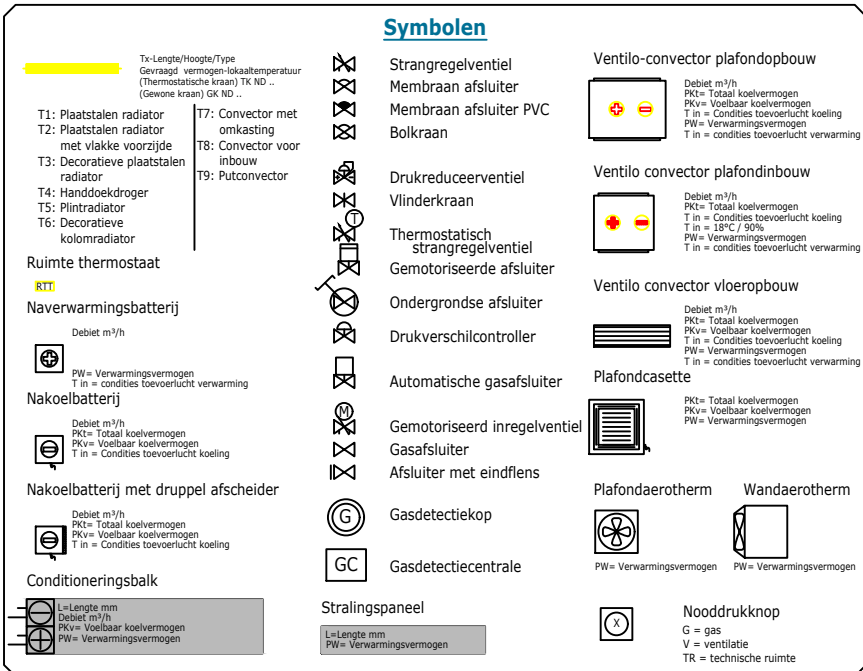 Symbolen
Tx-Lengte/Hoogte/Type
Gevraagd vermogen-lokaaltemperatuur
(Thermostatische kraan) TK ND ..
(Gewone kraan) GK ND ..
T1: Plaatstalen radiator
T2: Plaatstalen radiator
met vlakke voorzijde
T3: Decoratieve plaatstalen
radiator
T4: Handdoekdroger
T5: Plintradiator
T6: Decoratieve
kolomradiator
T7: Convector met
omkasting
T8: Convector voor
inbouw
T9: Putconvector
Ruimte thermostaat
RTT
Naverwarmingsbatterij
Debiet m³/h
PW= Verwarmingsvermogen
T in = condities toevoerlucht verwarming
Nakoelbatterij
Debiet m³/h
PKt= Totaal koelvermogen
PKv= Voelbaar koelvermogen
T in = Condities toevoerlucht koeling
Nakoelbatterij met druppel afscheider
Debiet m³/h
PKt= Totaal koelvermogen
PKv= Voelbaar koelvermogen
T in = Condities toevoerlucht koeling
Conditioneringsbalk
L=Lengte mm
Debiet m³/h
PKv= Voelbaar koelvermogen
PW= Verwarmingsvermogen
Strangregelventiel
Membraan afsluiter
Membraan afsluiter PVC
Bolkraan
Drukreduceerventiel
Vlinderkraan
T
Thermostatisch
strangregelventiel
Gemotoriseerde afsluiter
Ondergrondse afsluiter
Drukverschilcontroller
Automatische gasafsluiter
M
Gemotoriseerd inregelventiel
Gasafsluiter
Afsluiter met eindflens
G
Gasdetectiekop
GC
Gasdetectiecentrale
Stralingspaneel
L=Lengte mm
PW= Verwarmingsvermogen
Ventilo-convector plafondopbouw
Debiet m³/h
PKt= Totaal koelvermogen
PKv= Voelbaar koelvermogen
T in = Condities toevoerlucht koeling
PW= Verwarmingsvermogen
T in = condities toevoerlucht verwarming
Ventilo convector plafondinbouw
Debiet m³/h
PKt= Totaal koelvermogen
T in = Condities toevoerlucht koeling
T in = 18°C / 90%
PW= Verwarmingsvermogen
T in = condities toevoerlucht verwarming
Ventilo convector vloeropbouw
Debiet m³/h
PKt= Totaal koelvermogen
PKv= Voelbaar koelvermogen
T in = Condities toevoerlucht koeling
PW= Verwarmingsvermogen
T in = condities toevoerlucht verwarming
Plafondcasette
PKt= Totaal koelvermogen
PKv= Voelbaar koelvermogen
PW= Verwarmingsvermogen
Plafondaerotherm
PW= Verwarmingsvermogen
Wandaerotherm
PW= Verwarmingsvermogen
X
Nooddrukknop
G = gas
V = ventilatie
TR = technische ruimte